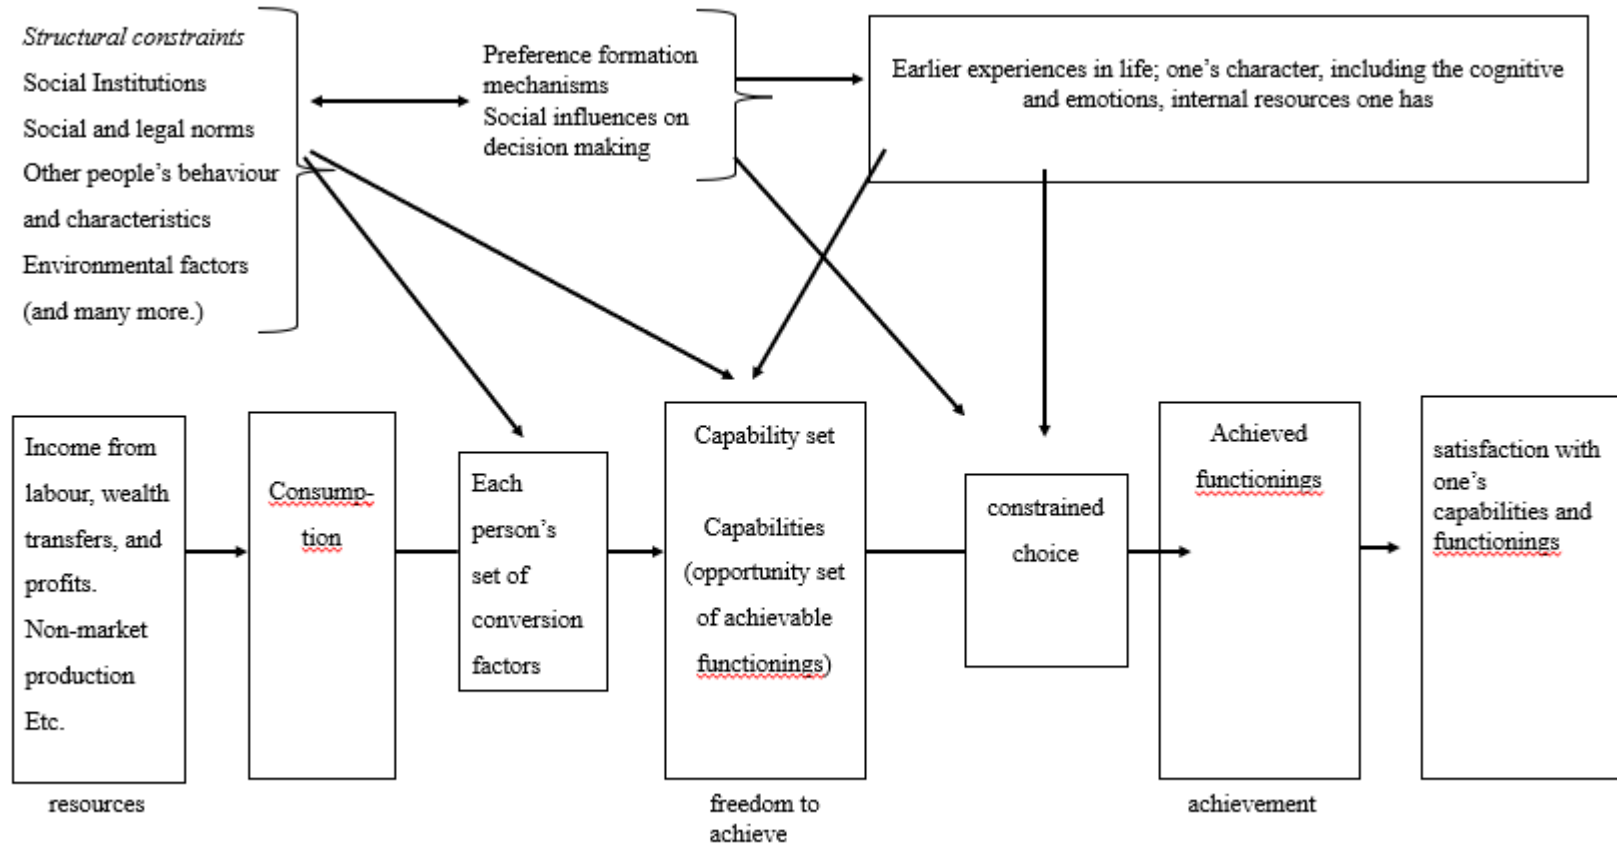 Structural constraints
Social Institutions
Social and legal norms
Other people’s behaviour
and characteristics
Environmental factors
(and many more.)
Preference formation
mechanisms
Social influences on
decision making
Earlier experiences in life; one’s character, including the cognitive
and emotions, internal resources one has
Income from
labour, wealth
transfers, and
profits.
Non-market
production
Etc.
resources
Consump-
tion
Each
person’s
set of
conversion
factors
Capability set
Capabilities
(opportunity set
of achievable
functionings)
freedom to
achieve
constrained
choice
Achieved
functionings
achievement
satisfaction with
one’s
capabilities and
functionings